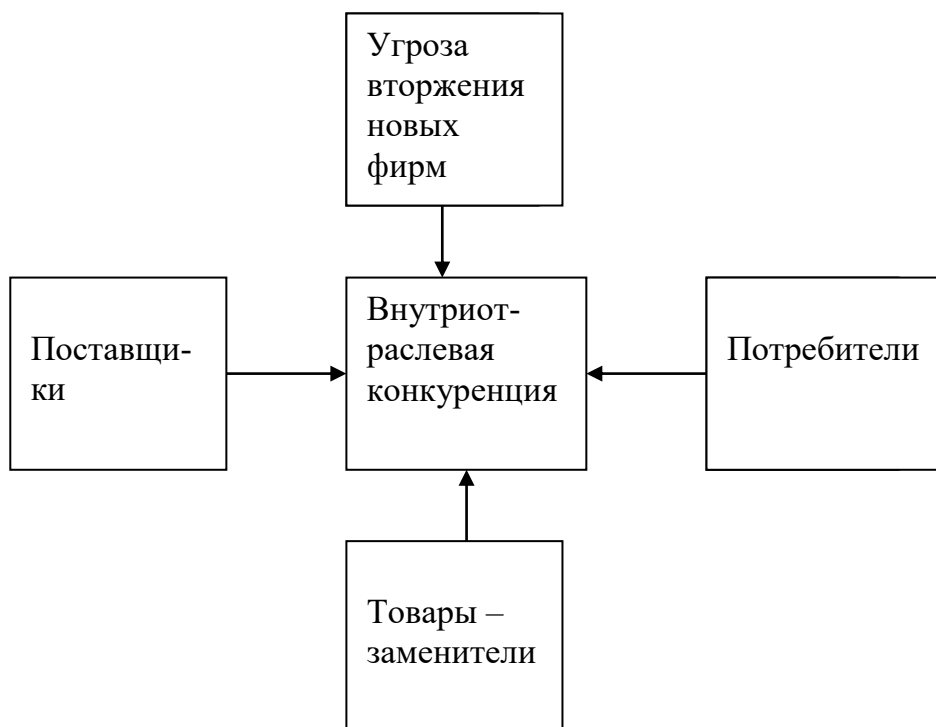 Угроза
вторжения
новых
фирм
Поставщи-
ки
Внутриот-
раслевая
конкуренция
Потребители
Товары –
заменители